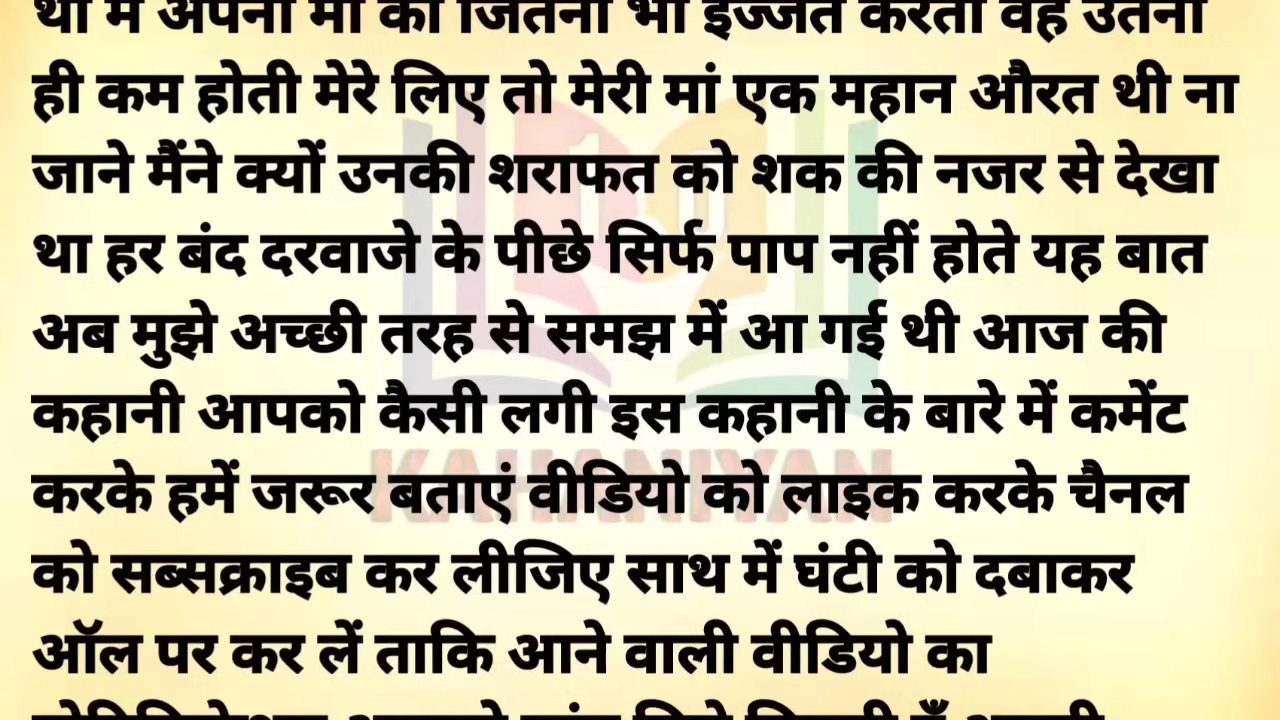 था मैं अपनी मां की जितनी भी इज्जत करता वह उतनी
ही कम होती मेरे लिए तो मेरी मां एक महान औरत थी ना
जाने मैंने क्यों उनकी शराफत को शक की नजर से देखा
था हर बंद दरवाजे के पीछे सिर्फ पाप नहीं होते यह बात
अब मुझे अच्छी तरह से समझ में आ गई थी आज की
कहानी आपको कैसी लगी इस कहानी के बारे में कमेंट
करके हमें जरूर बताएं वीडियो को लाइक करके चैनल
को सब्सक्राइब कर लीजिए साथ में घंटी को दबाकर
ऑल पर कर लें ताकि आने वाली वीडियो का
KAHANIYAN